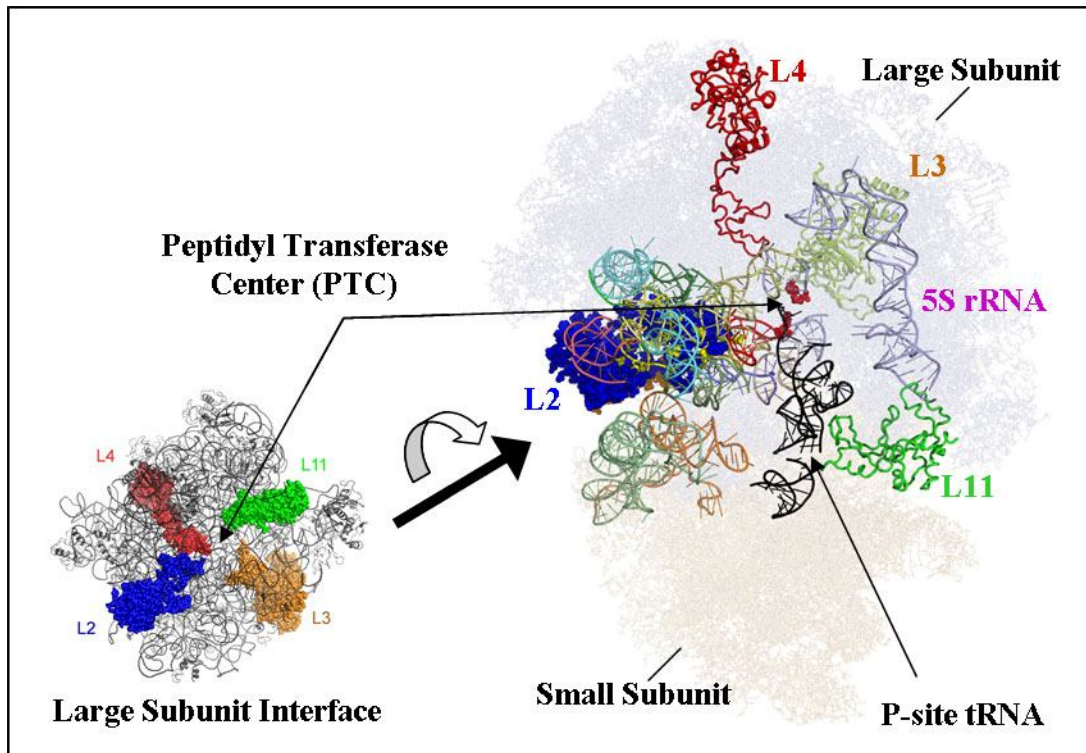 L4
Large Subunit
L3
Peptidyl Transferase
Center (PTC)
5S rRNA
L2
L4
L11
L11
L2
L3
Small Subunit
Large Subunit Interface
P-site tRNA